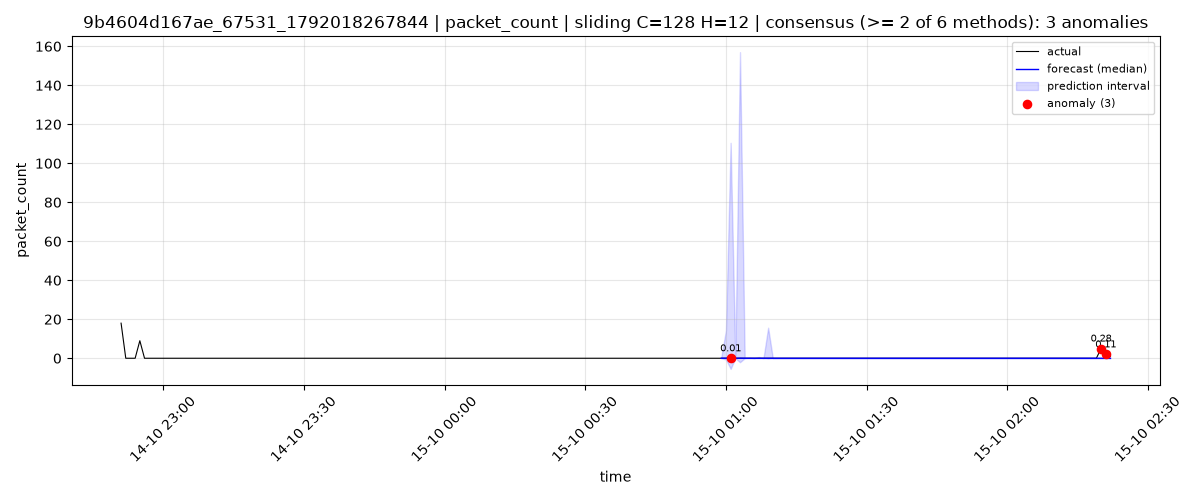 9b4604d167ae_67531_1792018267844 | packet_count | sliding C=128 H=12 | consensus (>= 2 of 6 methods): 3 anomalies
actual
forecast (median)
prediction interval
anomaly (3)
packet_count
160
140
120
100
80
60
40
20
0
0.01
0.28
0.11
14-10 23:00
14-10 23:30
15-10 00:00
15-10 00:30
15-10 01:00
15-10 01:30
15-10 02:00
15-10 02:30
time